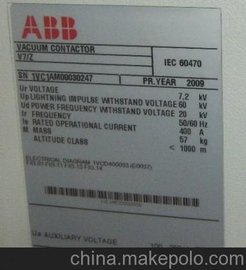 ABB
VACUUM CONTACTOR
V7/Z
IEC 60470
SN 1VC1AM00030247
PR.YEAR 2009
Ur VOLTAGE 7.2 kV
Up LIGHTNING IMPULSE WITHSTAND VOLTAGE 60 kV
Ud POWER FREQUENCY WITHSTAND VOLTAGE 20 kV
fr FREQUENCY 50/60 Hz
Ie RATED OPERATIONAL CURRENT 400 A
M MASS 57 kg
ALTITUDE CLASS < 1000 m
ELECTRICAL DIAGRAM
Ua AUXILIARY VOLTAGE
china.makepolo.com